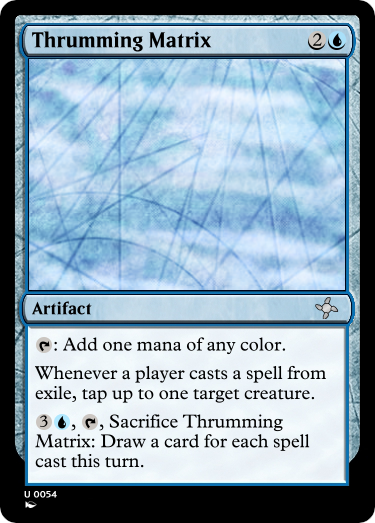 Thrumming Matrix 2
Artifact
: Add one mana of any color.
Whenever a player casts a spell from
exile, tap up to one target creature.
3 , , Sacrifice Thrumming
Matrix: Draw a card for each spell
cast this turn.
U 0054